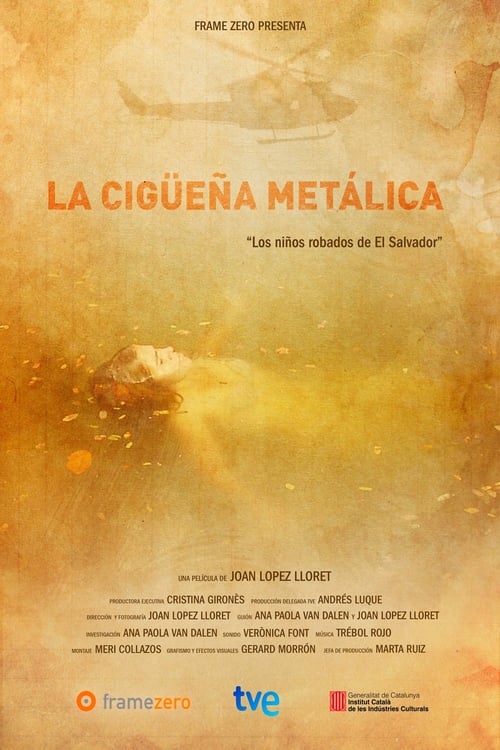 FRAME ZERO PRESENTA
LA CIGÜEÑA METÁLICA
“Los niños robados de El Salvador”
UNA PELÍCULA DE JOAN LOPEZ LLORET
PRODUCTORA EJECUTIVA CRISTINA GIRONÈS PRODUCCIÓN DELEGADA TVE ANDRÉS LUQUE
DIRECCIÓN Y FOTOGRAFÍA JOAN LOPEZ LLORET GUIÓN ANA PAOLA VAN DALEN Y JOAN LOPEZ LLORET
INVESTIGACIÓN ANA PAOLA VAN DALEN SONIDO VERÒNICA FONT MÚSICA TRÉBOL ROJO
MONTAJE MERI COLLAZOS GRAFISMO Y EFECTOS VISUALES GERARD MORRÓN JEFA DE PRODUCCIÓN MARTA RUIZ
framezero
tve
Generalitat de Catalunya
Institut Català
de les Indústries Culturals